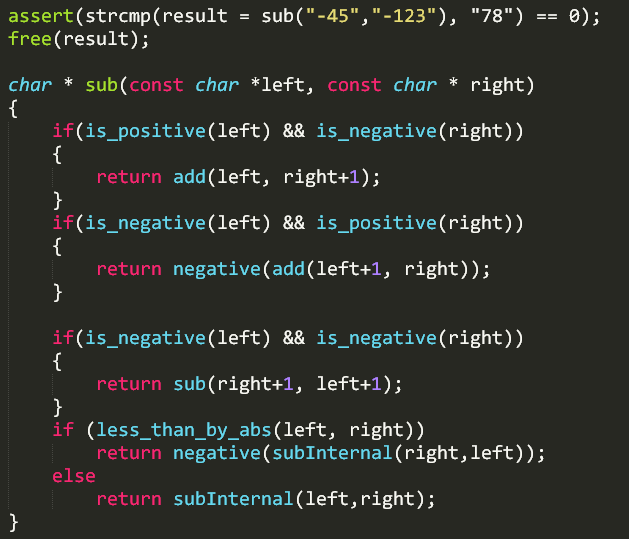 assert(strcmp(result = sub("-45","-123"), "78") == 0);
free(result);
char * sub(const char *left, const char * right)
{
if(is_positive(left) && is_negative(right))
{
return add(left, right+1);
}
if(is_negative(left) && is_positive(right))
{
return negative(add(left+1, right));
}
if(is_negative(left) && is_negative(right))
{
return sub(right+1, left+1);
}
if (less_than_by_abs(left, right))
return negative(subInternal(right,left));
else
return subInternal(left,right);
}